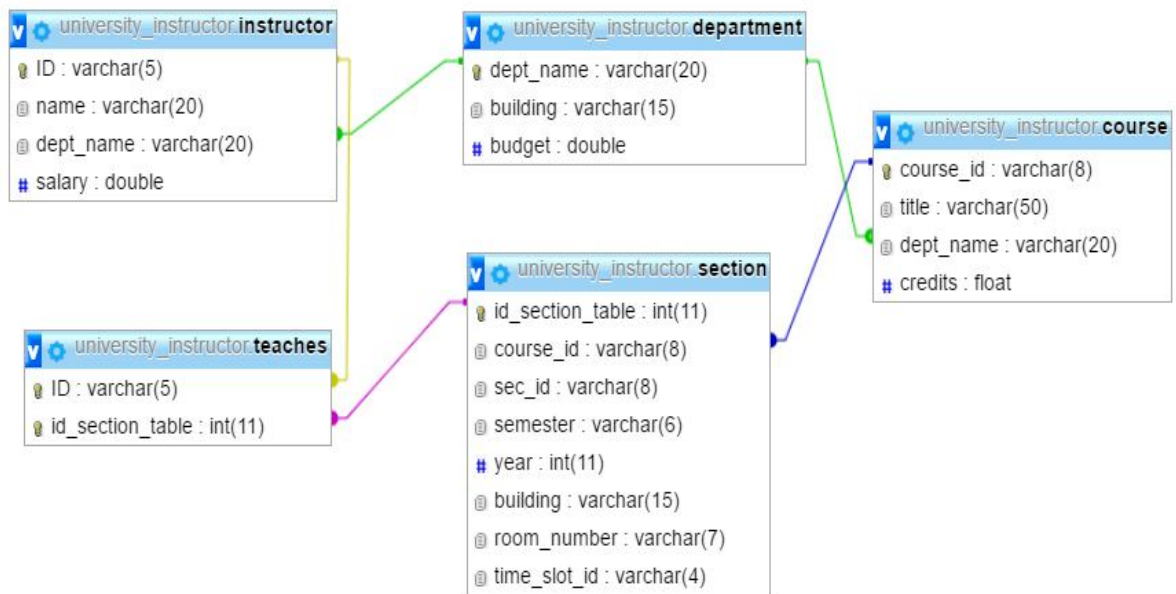 university_instructor.instructor
ID : varchar(5)
name : varchar(20)
dept_name : varchar(20)
salary : double
university_instructor.department
dept_name : varchar(20)
building : varchar(15)
budget : double
university_instructor.course
course_id : varchar(8)
title : varchar(50)
dept_name : varchar(20)
credits : float
university_instructor.teaches
ID : varchar(5)
id_section_table : int(11)
university_instructor.section
id_section_table : int(11)
course_id : varchar(8)
sec_id : varchar(8)
semester : varchar(6)
year : int(11)
building : varchar(15)
room_number : varchar(7)
time_slot_id : varchar(4)